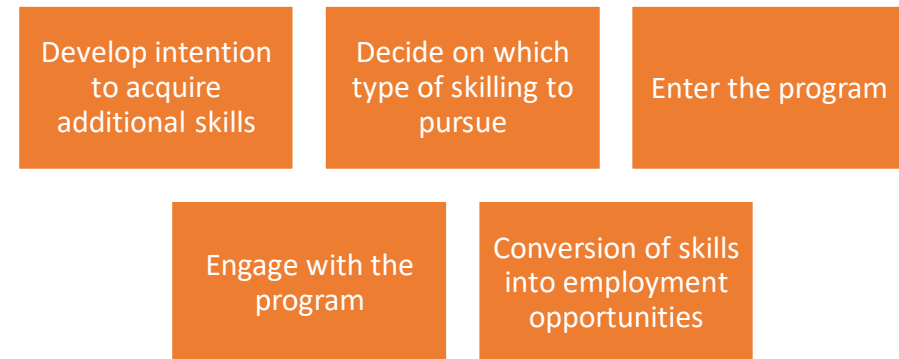 Develop intention
to acquire
additional skills
Decide on which
type of skilling to
pursue
Enter the program
Engage with the
program
Conversion of skills
into employment
opportunities